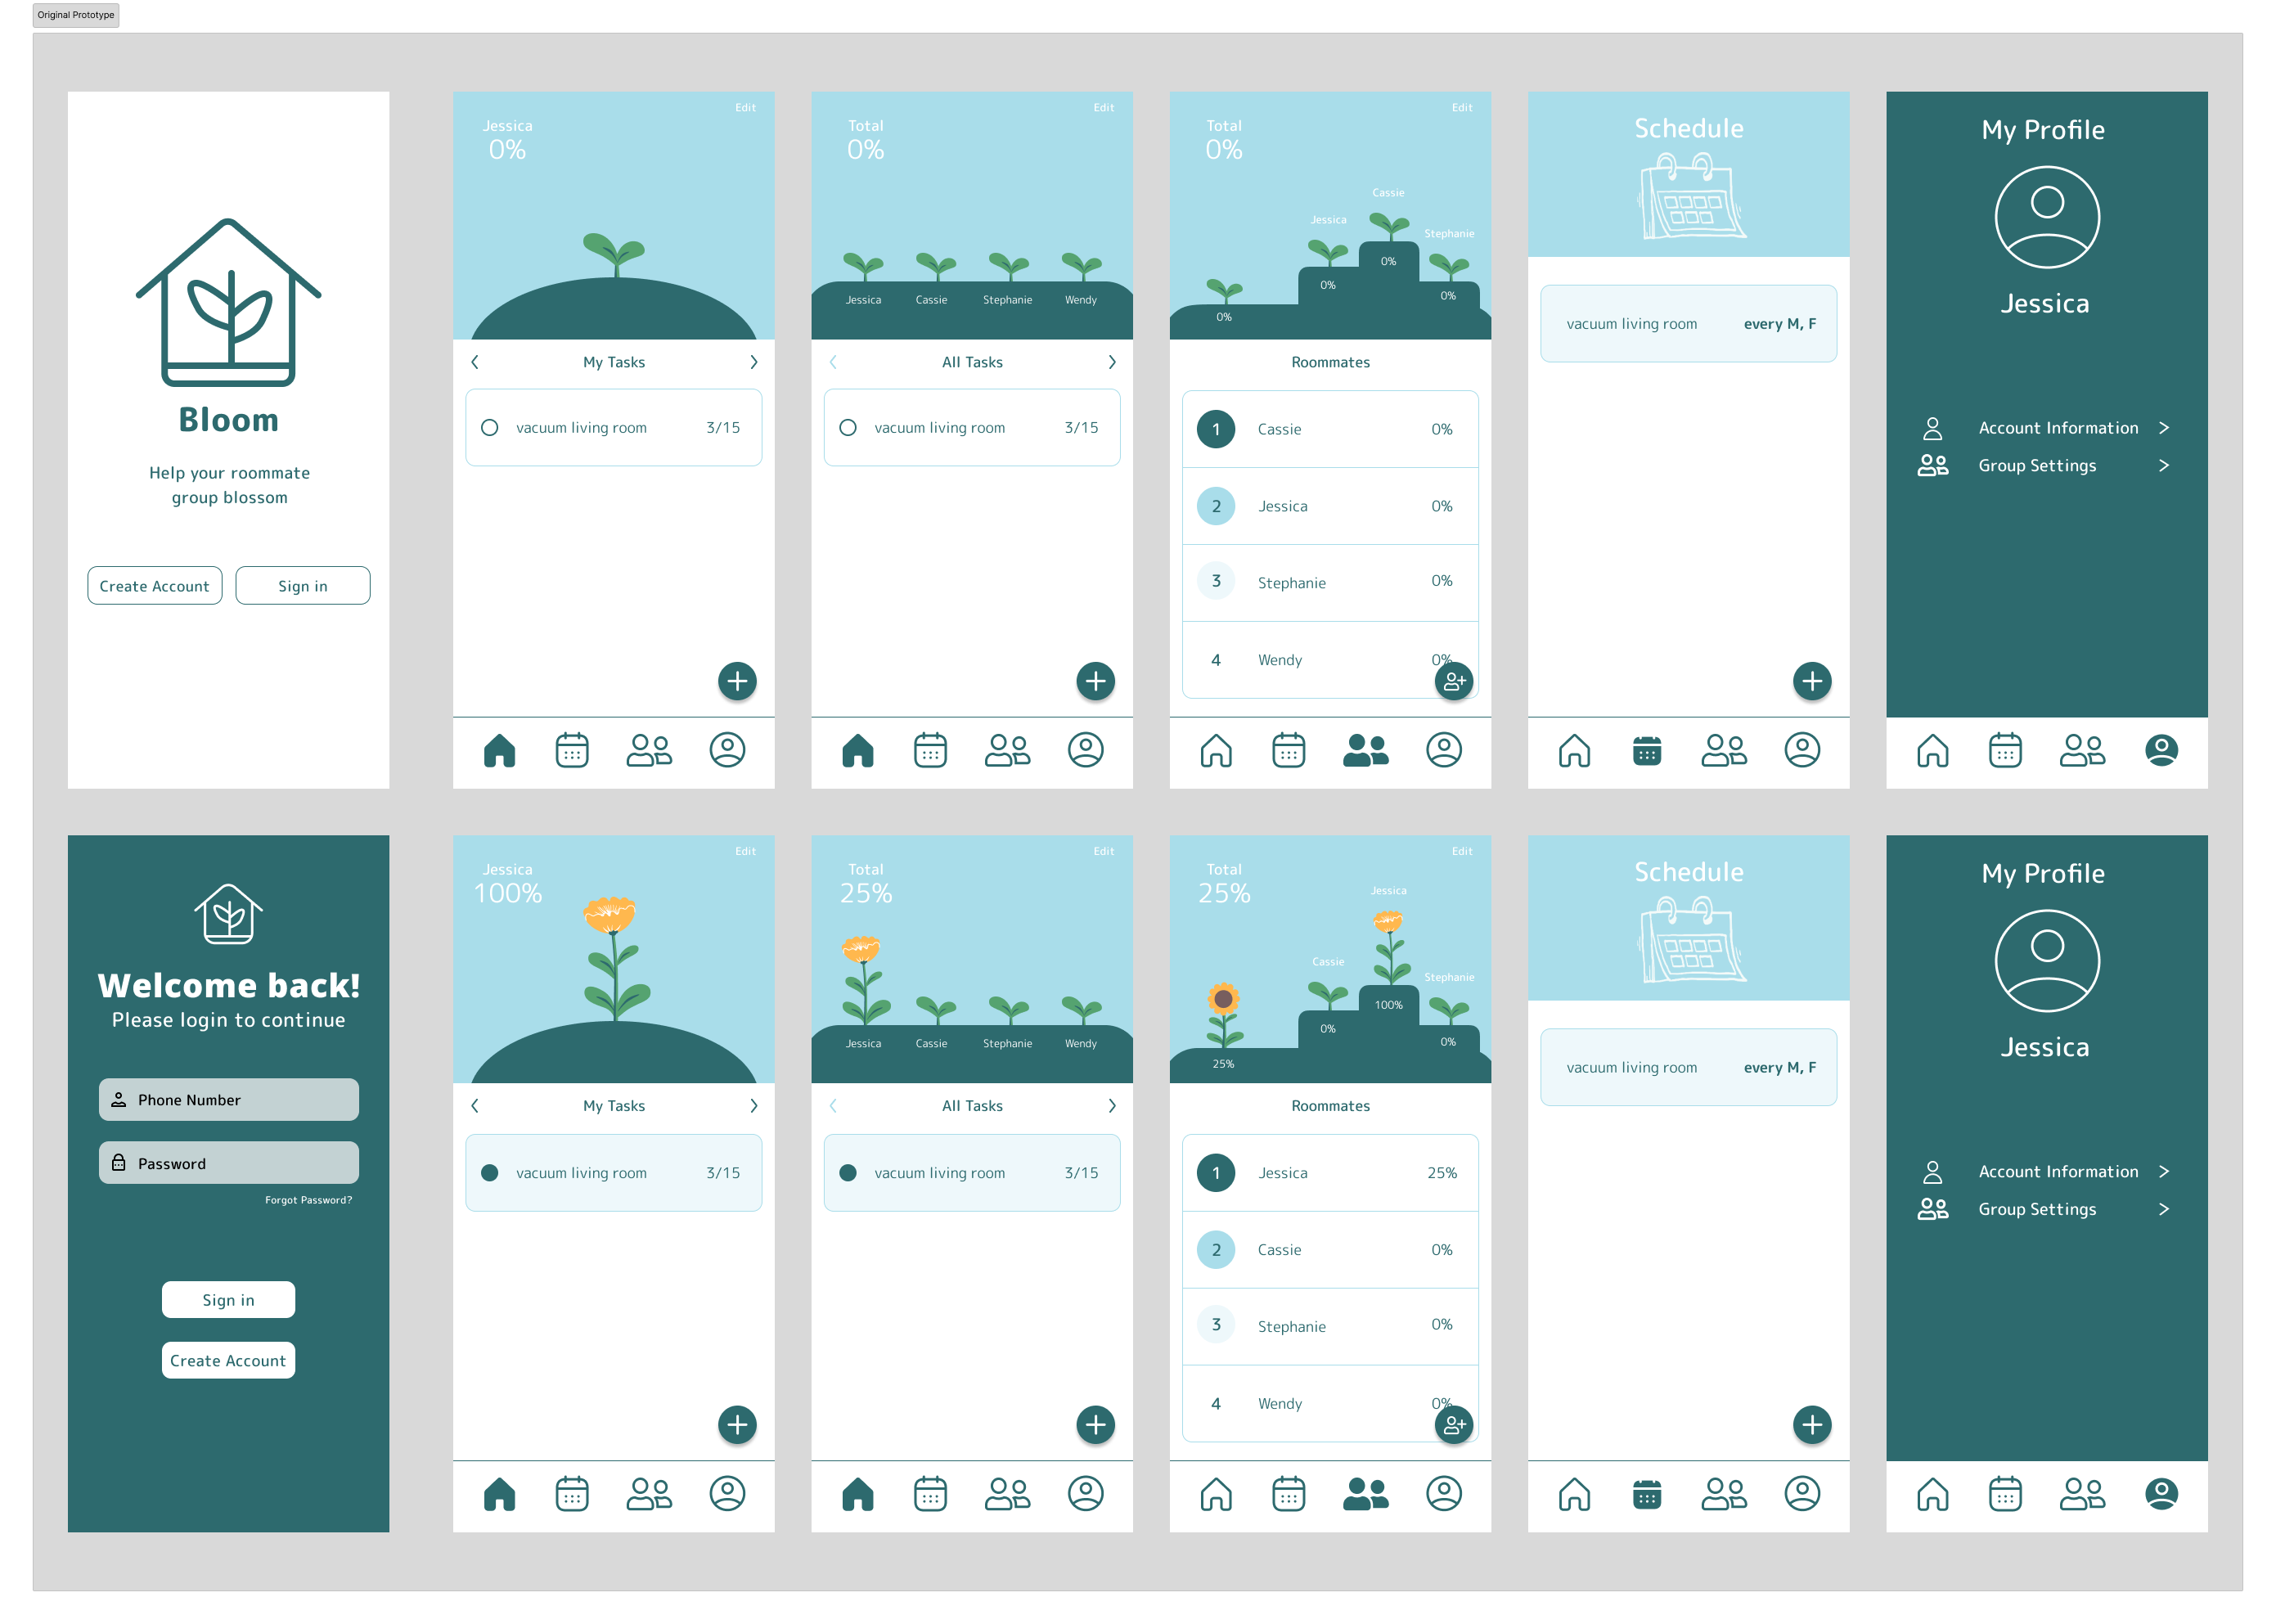 Original Prototype
Bloom
Help your roommate
group blossom
Create Account
Sign in
Edit
Jessica
0%
My Tasks
vacuum living room 3/15
Edit
Total
0%
Jessica Cassie Stephanie Wendy
All Tasks
vacuum living room 3/15
Edit
Total
0%
Cassie
Jessica
Stephanie
0%
0%
0%
0%
Roommates
1 Cassie 0%
2 Jessica 0%
3 Stephanie 0%
4 Wendy 0%
Schedule
vacuum living room every M, F
My Profile
Jessica
Account Information
Group Settings
Welcome back!
Please login to continue
Phone Number
Password
Forgot Password?
Sign in
Create Account
Edit
Jessica
100%
My Tasks
vacuum living room 3/15
Edit
Total
25%
Jessica Cassie Stephanie Wendy
All Tasks
vacuum living room 3/15
Edit
Total
25%
Jessica
Cassie
Stephanie
100%
0%
0%
25%
Roommates
1 Jessica 25%
2 Cassie 0%
3 Stephanie 0%
4 Wendy 0%
Schedule
vacuum living room every M, F
My Profile
Jessica
Account Information
Group Settings